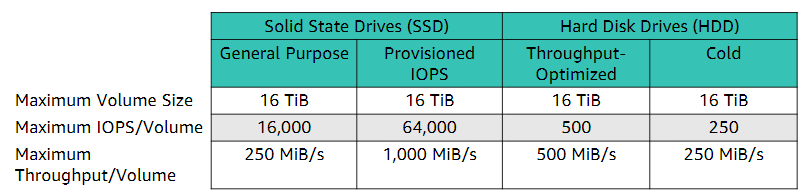 Solid State Drives (SSD) Hard Disk Drives (HDD)
General Purpose Provisioned IOPS Throughput-Optimized Cold
Maximum Volume Size 16 TiB 16 TiB 16 TiB 16 TiB
Maximum IOPS/Volume 16,000 64,000 500 250
Maximum Throughput/Volume 250 MiB/s 1,000 MiB/s 500 MiB/s 250 MiB/s